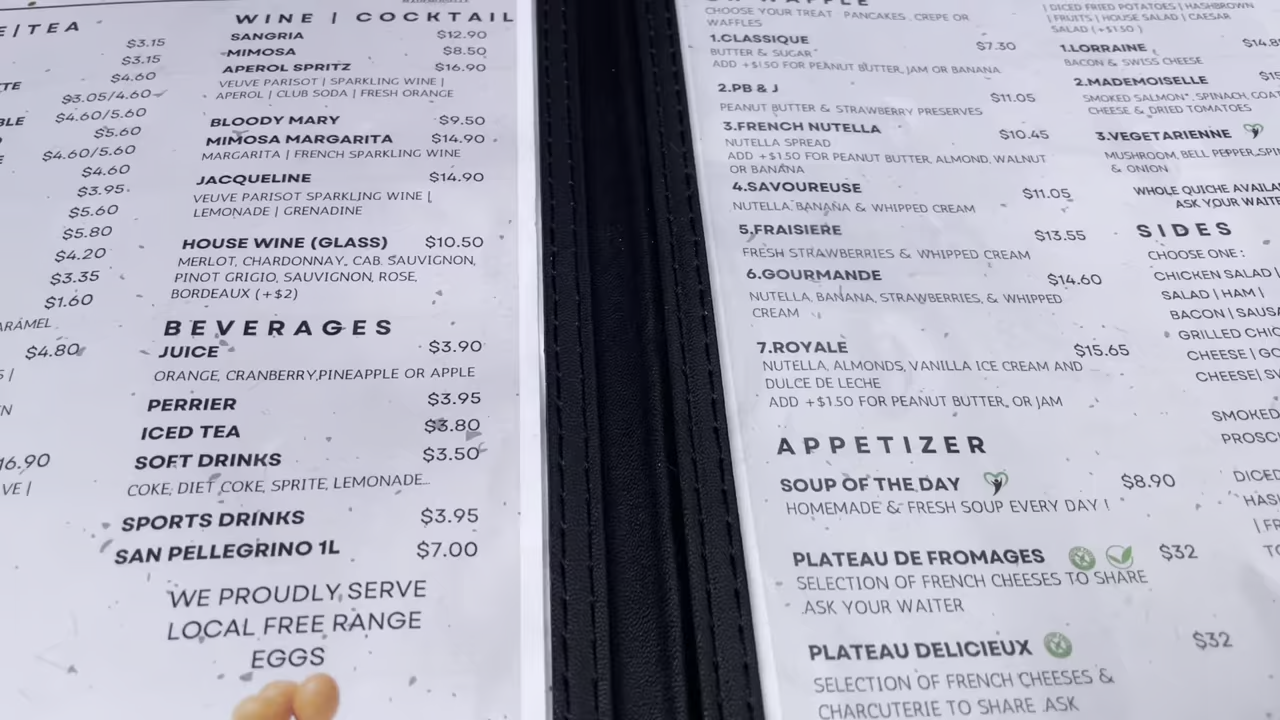 E | TEA
$3.15
$3.15
$4.60
$3.05/4.60
$4.60/5.60
$5.60
$4.60/5.60
$4.60
$3.95
$5.60
$5.80
$4.20
$3.35
$1.60
ARAMEL
$4.80
16.90
VE |
WINE | COCKTAIL
SANGRIA $12.90
MIMOSA $8.50
APEROL SPRITZ $16.90
VEUVE PARISOT | SPARKLING WINE |
APEROL | CLUB SODA | FRESH ORANGE
BLOODY MARY $9.50
MIMOSA MARGARITA $14.90
MARGARITA | FRENCH SPARKLING WINE
JACQUELINE $14.90
VEUVE PARISOT SPARKLING WINE |
LEMONADE | GRENADINE
HOUSE WINE (GLASS) $10.50
MERLOT, CHARDONNAY, CAB. SAUVIGNON,
PINOT GRIGIO, SAUVIGNON, ROSE,
BORDEAUX (+$2)
BEVERAGES
JUICE $3.90
ORANGE, CRANBERRY,PINEAPPLE OR APPLE
PERRIER $3.95
ICED TEA $3.80
SOFT DRINKS $3.50
COKE, DIET COKE, SPRITE, LEMONADE...
SPORTS DRINKS $3.95
SAN PELLEGRINO 1L $7.00
WE PROUDLY SERVE
LOCAL FREE RANGE
EGGS
CHOOSE YOUR TREAT PANCAKES, CREPE OR
WAFFLES
1.CLASSIQUE $7.30
BUTTER & SUGAR
ADD +$1.50 FOR PEANUT BUTTER, JAM OR BANANA
2.PB & J $11.05
PEANUT BUTTER & STRAWBERRY PRESERVES
3.FRENCH NUTELLA $10.45
NUTELLA SPREAD
ADD +$1.50 FOR PEANUT BUTTER, ALMOND, WALNUT
OR BANANA
4.SAVOUREUSE $11.05
NUTELLA, BANANA & WHIPPED CREAM
5.FRAISIERE $13.55
FRESH STRAWBERRIES & WHIPPED CREAM
6.GOURMANDE $14.60
NUTELLA, BANANA, STRAWBERRIES, & WHIPPED
CREAM
7.ROYALE $15.65
NUTELLA, ALMONDS, VANILLA ICE CREAM AND
DULCE DE LECHE
ADD +$1.50 FOR PEANUT BUTTER, OR JAM
APPETIZER
SOUP OF THE DAY $8.90
HOMEMADE & FRESH SOUP EVERY DAY !
PLATEAU DE FROMAGES $32
SELECTION OF FRENCH CHEESES TO SHARE
ASK YOUR WAITER
PLATEAU DELICIEUX $32
SELECTION OF FRENCH CHEESES &
CHARCUTERIE TO SHARE ASK
| DICED FRIED POTATOES | HASHBROWN
| FRUITS | HOUSE SALAD | CAESAR
SALAD (+$1.50)
1.LORRAINE $14.8
BACON & SWISS CHEESE
2.MADEMOISELLE
SMOKED SALMON*, SPINACH, GOAT
CHEESE & DRIED TOMATOES
3.VEGETARIENNE
MUSHROOM, BELL PEPPER, SPIN
& ONION
WHOLE QUICHE AVAILA
ASK YOUR WAITE
SIDES
CHOOSE ONE :
CHICKEN SALAD |
SALAD | HAM |
BACON | SAUSA
GRILLED CHIC
CHEESE | GO
CHEESE| SW
SMOKED
PROSC
DICED
HAS
| FR
TO